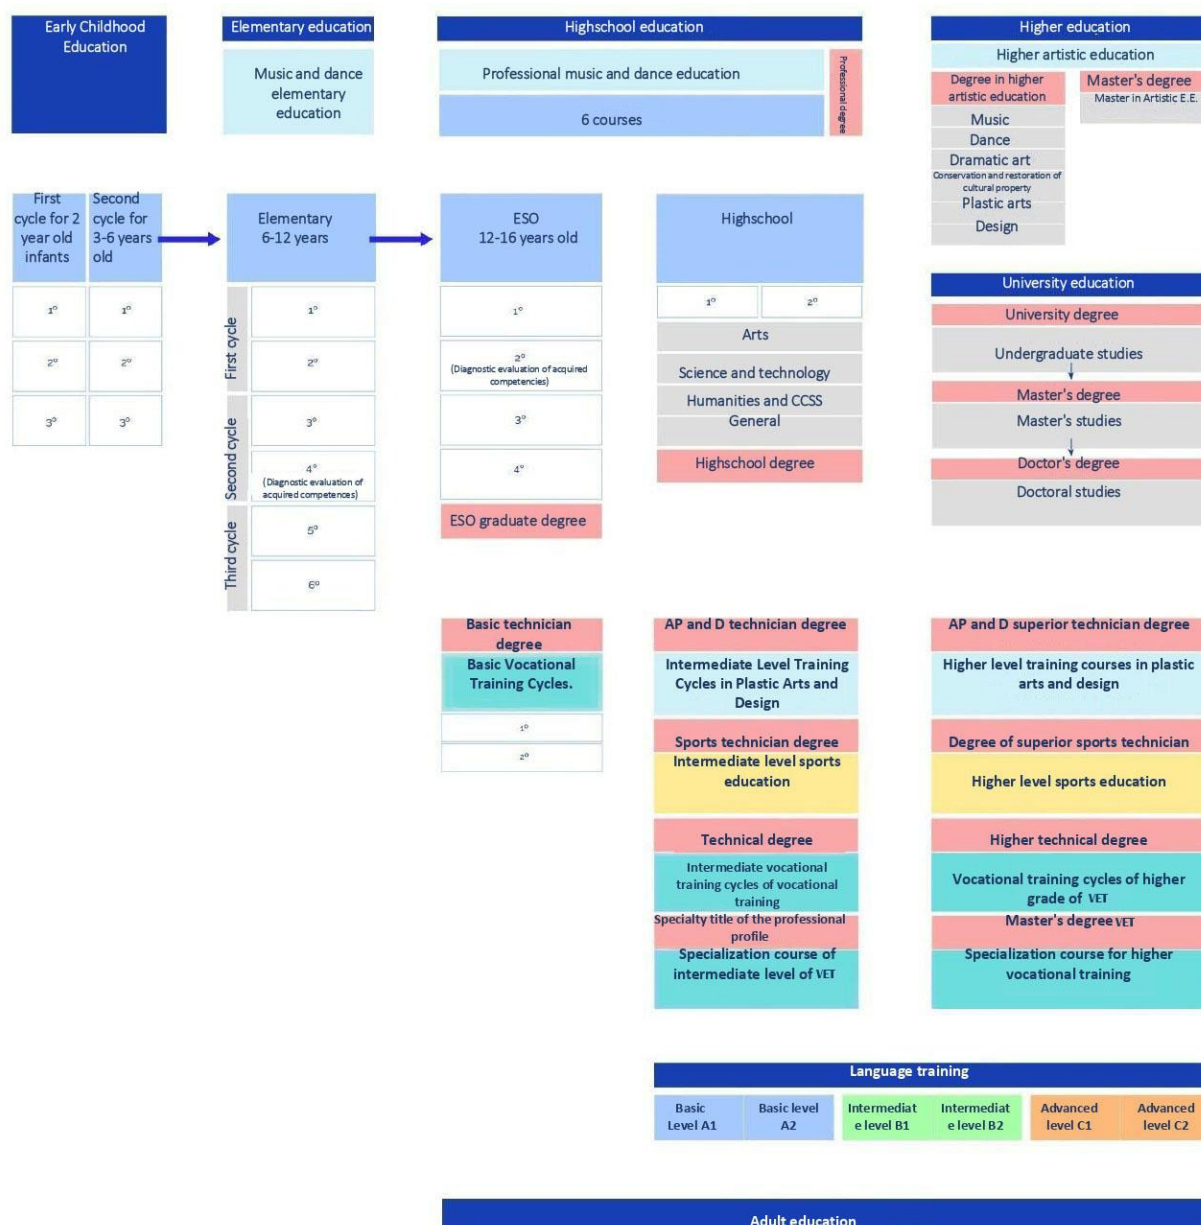 Early Childhood
Education
Elementary education
Highschool education
Higher education
Music and dance
elementary
education
Professional music and dance education
6 courses
Professional degree
Higher artistic education
Degree in higher
artistic education
Master's degree
Master in Artistic E.E.
Music
Dance
Dramatic art
Conservation and restoration of
cultural property
Plastic arts
Design
First
cycle for 2
year old
infants
Second
cycle for
3-6 years
old
Elementary
6-12 years
ESO
12-16 years old
Highschool
1º
1º
2º
2º
3º
3º
First cycle
1º
2º
Second cycle
3º
4º
(Diagnostic evaluation of
acquired competences)
Third cycle
5º
6º
1º
2º
(Diagnostic evaluation of acquired
competencies)
3º
4º
ESO graduate degree
1º
2º
Arts
Science and technology
Humanities and CCSS
General
Highschool degree
University education
University degree
Undergraduate studies
Master's degree
Master's studies
Doctor's degree
Doctoral studies
Basic technician
degree
Basic Vocational
Training Cycles.
1º
2º
AP and D technician degree
Intermediate Level Training
Cycles in Plastic Arts and
Design
Sports technician degree
Intermediate level sports
education
Technical degree
Intermediate vocational
training cycles of vocational
training
Specialty title of the professional
profile
Specialization course of
intermediate level of VET
AP and D superior technician degree
Higher level training courses in plastic
arts and design
Degree of superior sports technician
Higher level sports education
Higher technical degree
Vocational training cycles of higher
grade of VET
Master's degree VET
Specialization course for higher
vocational training
Language training
Basic
Level A1
Basic level
A2
Intermediat
e level B1
Intermediat
e level B2
Advanced
level C1
Advanced
level C2
Adult education